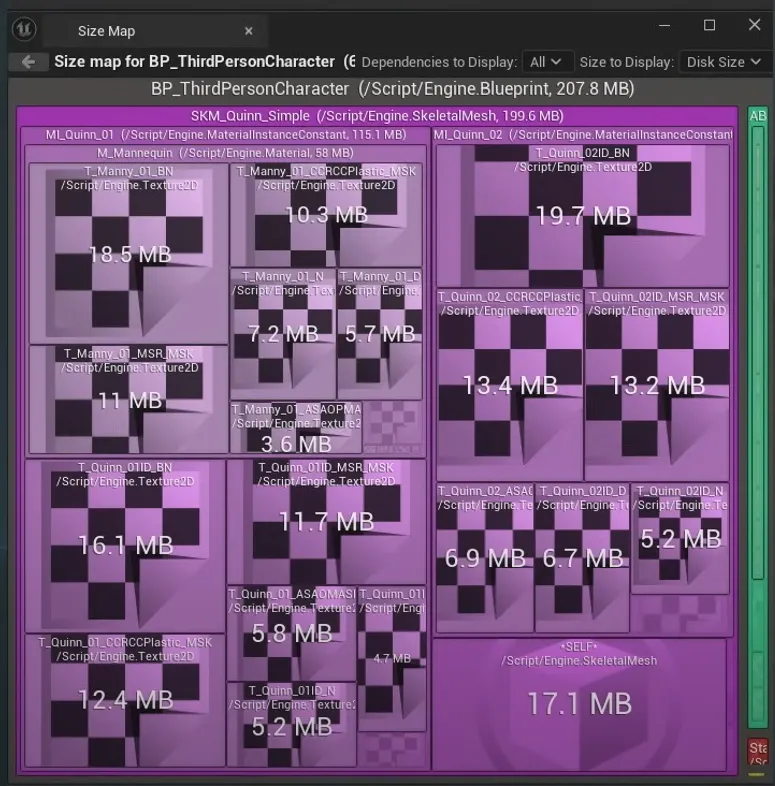 Size Map
Size map for BP_ThirdPersonCharacter (6
Dependencies to Display: All
Size to Display: Disk Size
BP_ThirdPersonCharacter (/Script/Engine.Blueprint, 207.8 MB)
SKM_Quinn_Simple (/Script/Engine.SkeletalMesh, 199.6 MB)
AB
MI_Quinn_01 (/Script/Engine.MaterialInstanceConstant, 115.1 MB)
MI_Quinn_02 (/Script/Engine.MaterialInstanceConstant
M_Mannequin (/Script/Engine.Material, 58 MB)
T_Manny_01_BN
/Script/Engine.Texture2D
18.5 MB
T_Manny_01_CCRCCPlastic_MSK
/Script/Engine.Texture2D
10.3 MB
T_Manny_01_N
/Script/Engine.Tex
7.2 MB
T_Manny_01_D
/Script/Engine.
5.7 MB
T_Manny_01_MSR_MSK
/Script/Engine.Texture2D
11 MB
T_Manny_01_ASAOPMA
/Script/Engine.Texture2
3.6 MB
T_Quinn_01ID_BN
/Script/Engine.Texture2D
16.1 MB
T_Quinn_01ID_MSR_MSK
/Script/Engine.Texture2D
11.7 MB
T_Quinn_01_ASAOMASI
/Script/Engine.Texture2
5.8 MB
T_Quinn_01I
/Script/Engi
4.7 MB
T_Quinn_01_CCRCCPlastic_MSK
/Script/Engine.Texture2D
12.4 MB
T_Quinn_01ID_N
/Script/Engine.Texture2
5.2 MB
T_Quinn_02ID_BN
/Script/Engine.Texture2D
19.7 MB
T_Quinn_02_CCRCCPlastic
/Script/Engine.Texture2D
13.4 MB
T_Quinn_02ID_MSR_MSK
/Script/Engine.Texture2D
13.2 MB
T_Quinn_02_ASAO
/Script/Engine.Te
6.9 MB
T_Quinn_02ID_D
/Script/Engine.T
6.7 MB
T_Quinn_02ID_N
/Script/Engine.Te
5.2 MB
*SELF*
/Script/Engine.SkeletalMesh
17.1 MB
Sta
/Sc